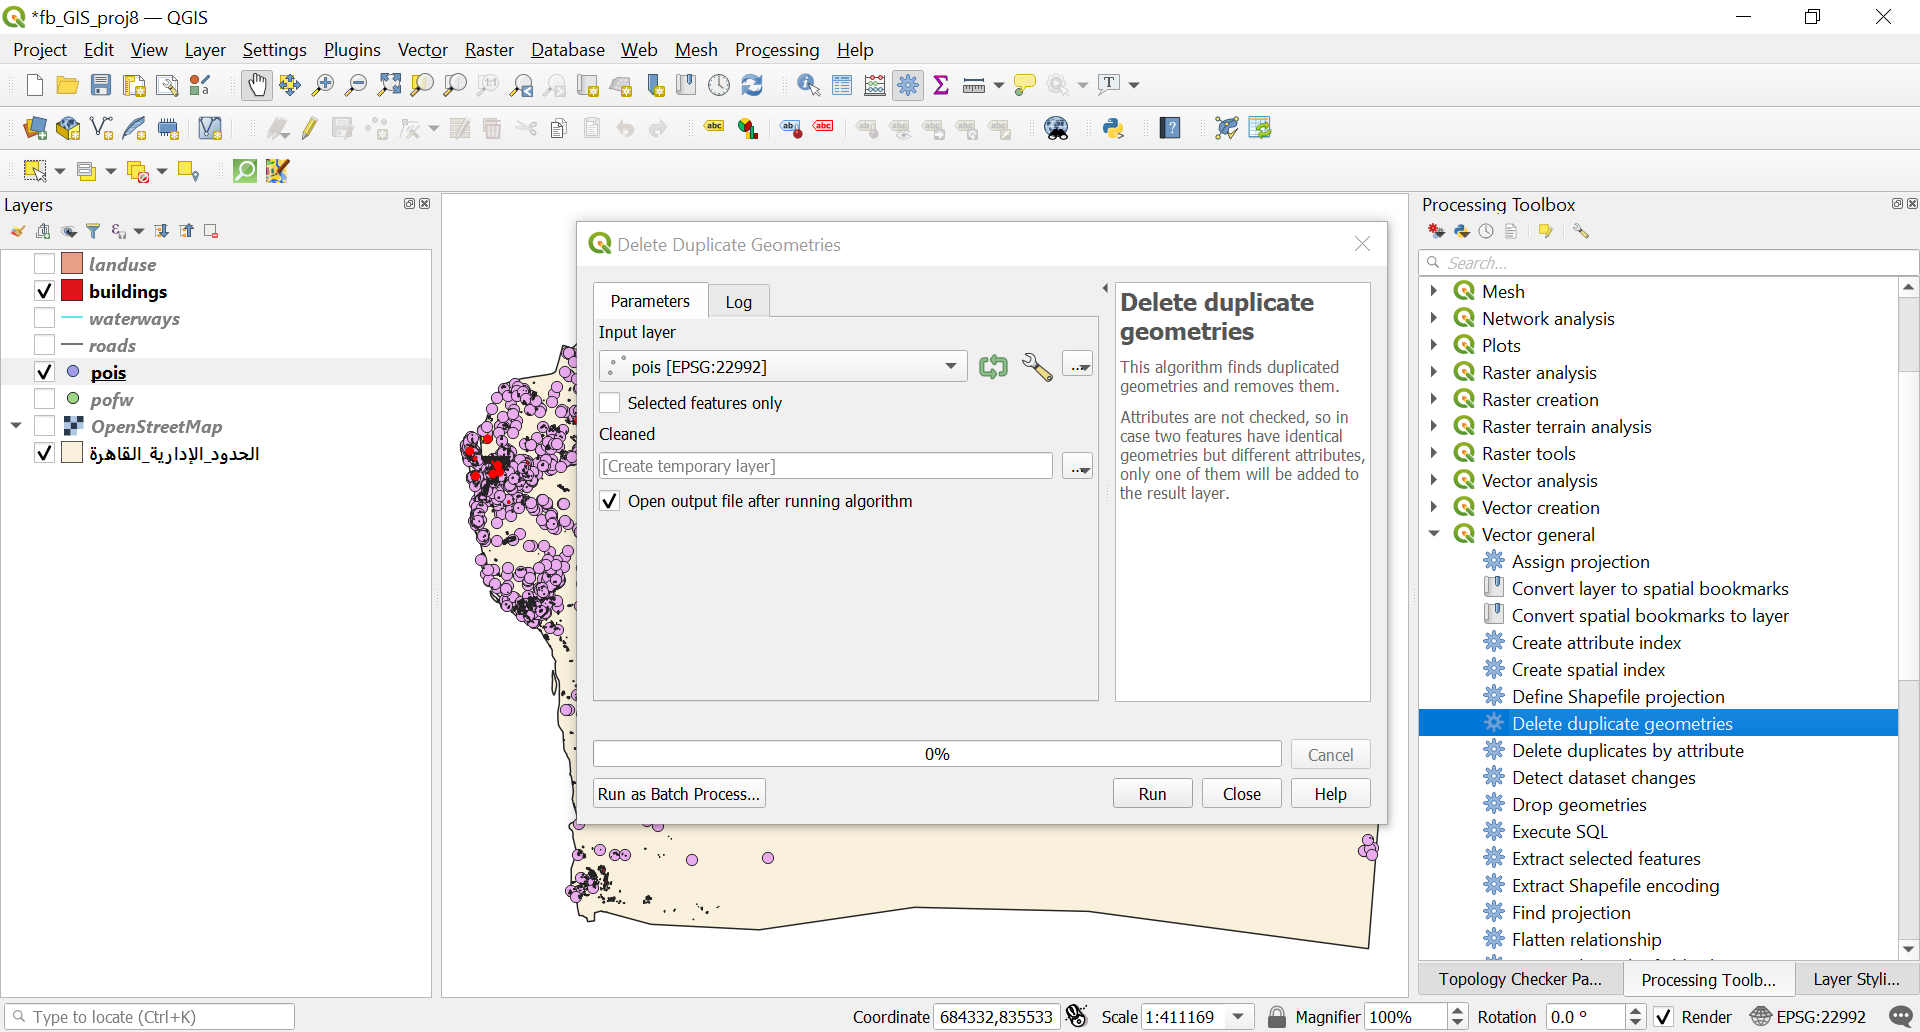 *fb_GIS_proj8 — QGIS
Project Edit View Layer Settings Plugins Vector Raster Database Web Mesh Processing Help
Layers
landuse
buildings
waterways
roads
pois
pofw
OpenStreetMap
الحدود_الإدارية_القاهرة
Delete Duplicate Geometries
Parameters
Log
Input layer
pois [EPSG:22992]
Selected features only
Cleaned
[Create temporary layer]
Open output file after running algorithm
Delete duplicate
geometries
This algorithm finds duplicated
geometries and removes them.
Attributes are not checked, so in
case two features have identical
geometries but different attributes,
only one of them will be added to
the result layer.
0%
Cancel
Run as Batch Process...
Run
Close
Help
Processing Toolbox
Search...
Mesh
Network analysis
Plots
Raster analysis
Raster creation
Raster terrain analysis
Raster tools
Vector analysis
Vector creation
Vector general
Assign projection
Convert layer to spatial bookmarks
Convert spatial bookmarks to layer
Create attribute index
Create spatial index
Define Shapefile projection
Delete duplicate geometries
Delete duplicates by attribute
Detect dataset changes
Drop geometries
Execute SQL
Extract selected features
Extract Shapefile encoding
Find projection
Flatten relationship
Topology Checker Pa...
Processing Toolb...
Layer Styli...
Type to locate (Ctrl+K)
Coordinate 684332,835533
Scale 1:411169
Magnifier 100%
Rotation 0.0 °
Render
EPSG:22992